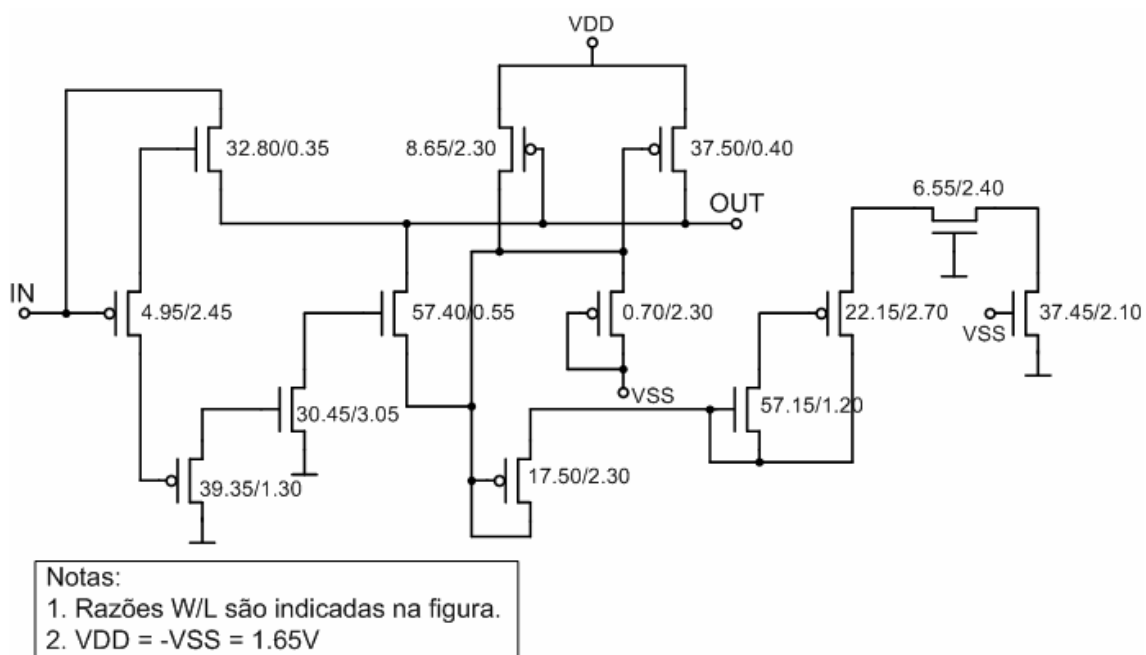 VDD
32.80/0.35
8.65/2.30
37.50/0.40
6.55/2.40
OUT
IN
4.95/2.45
57.40/0.55
0.70/2.30
22.15/2.70
37.45/2.10
VSS
VSS
57.15/1.20
30.45/3.05
39.35/1.30
17.50/2.30
Notas:
1. Razões W/L são indicadas na figura.
2. VDD = -VSS = 1.65V